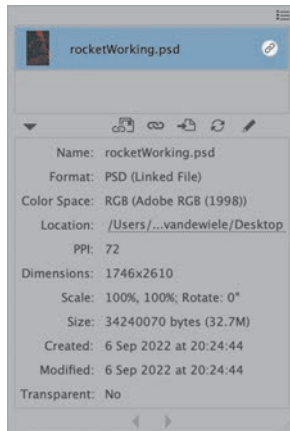 rocketWorking.psd
Name: rocketWorking.psd
Format: PSD (Linked File)
Color Space: RGB (Adobe RGB (1998))
Location: /Users/...vandewiele/Desktop
PPI: 72
Dimensions: 1746x2610
Scale: 100%, 100%; Rotate: 0°
Size: 34240070 bytes (32.7M)
Created: 6 Sep 2022 at 20:24:44
Modified: 6 Sep 2022 at 20:24:44
Transparent: No